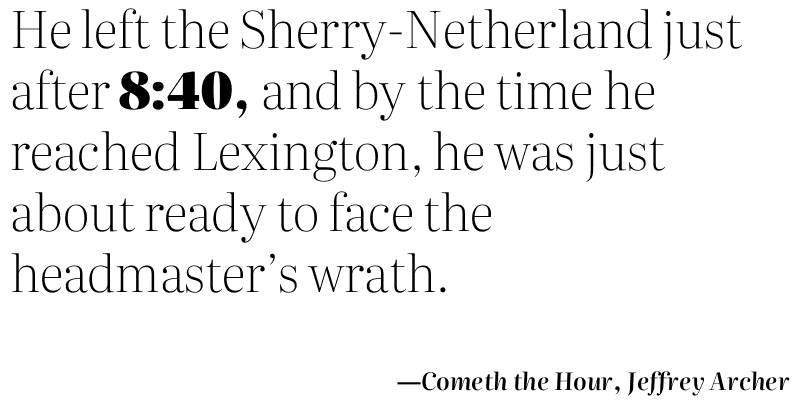 He left the Sherry-Netherland just
after 8:40, and by the time he
reached Lexington, he was just
about ready to face the
headmaster’s wrath.
—Cometh the Hour, Jeffrey Archer